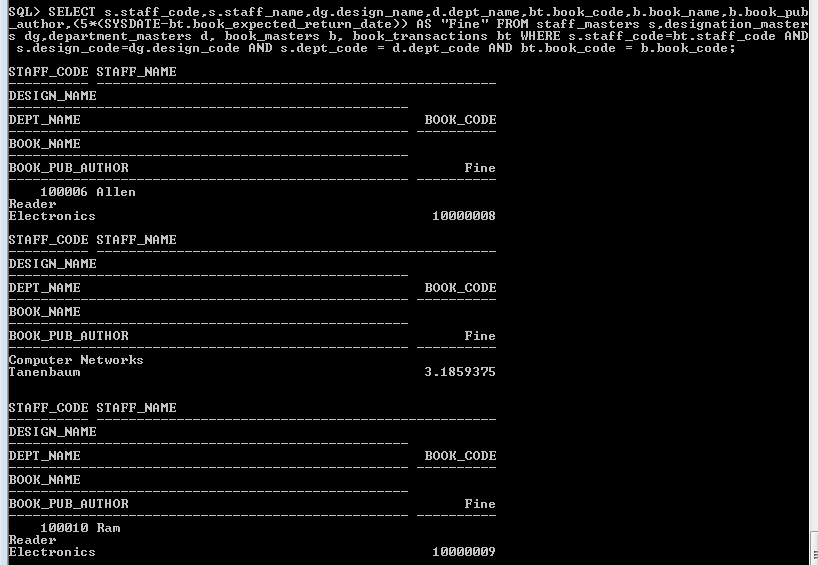 SQL> SELECT s.staff_code,s.staff_name,dg.design_name,d.dept_name,bt.book_code,b.book_name,b.book_pub
_author,(5*(SYSDATE-bt.book_expected_return_date)) AS "Fine" FROM staff_masters s,designation_master
s dg,department_masters d, book_masters b, book_transactions bt WHERE s.staff_code=bt.staff_code AND
s.design_code=dg.design_code AND s.dept_code = d.dept_code AND bt.book_code = b.book_code;
STAFF_CODE STAFF_NAME
DESIGN_NAME
DEPT_NAME BOOK_CODE
BOOK_NAME
BOOK_PUB_AUTHOR Fine
100006 Allen
Reader
Electronics 10000008
STAFF_CODE STAFF_NAME
DESIGN_NAME
DEPT_NAME BOOK_CODE
BOOK_NAME
BOOK_PUB_AUTHOR Fine
Computer Networks
Tanenbaum 3.1859375
STAFF_CODE STAFF_NAME
DESIGN_NAME
DEPT_NAME BOOK_CODE
BOOK_NAME
BOOK_PUB_AUTHOR Fine
100010 Ram
Reader
Electronics 10000009